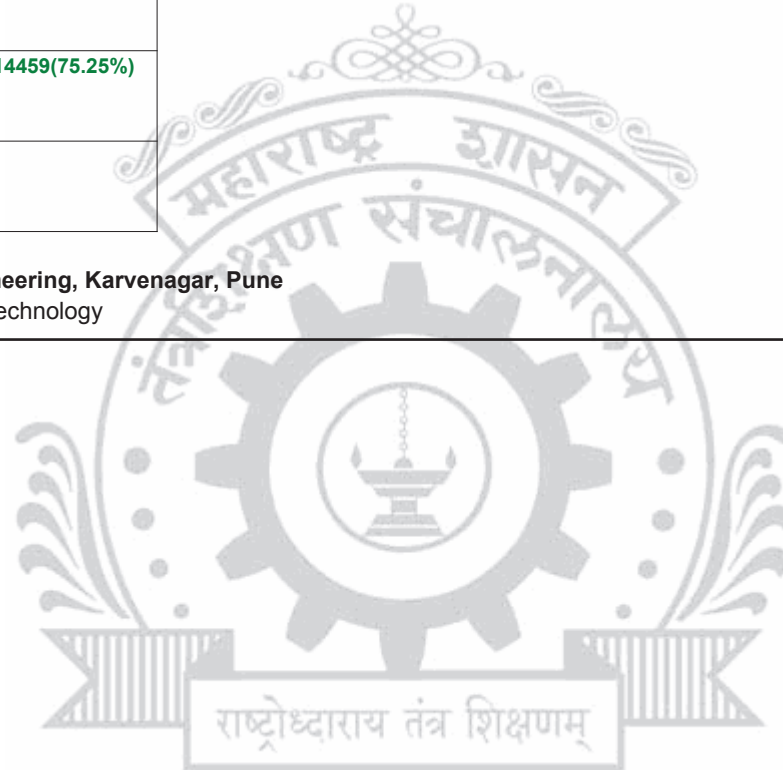 14459(75.25%)
eering, Karvenagar, Pune
echnology
महाराष्ट्र शासन
तंत्रशिक्षण संचालनालय
राष्ट्रोध्दाराय तंत्र शिक्षणम्